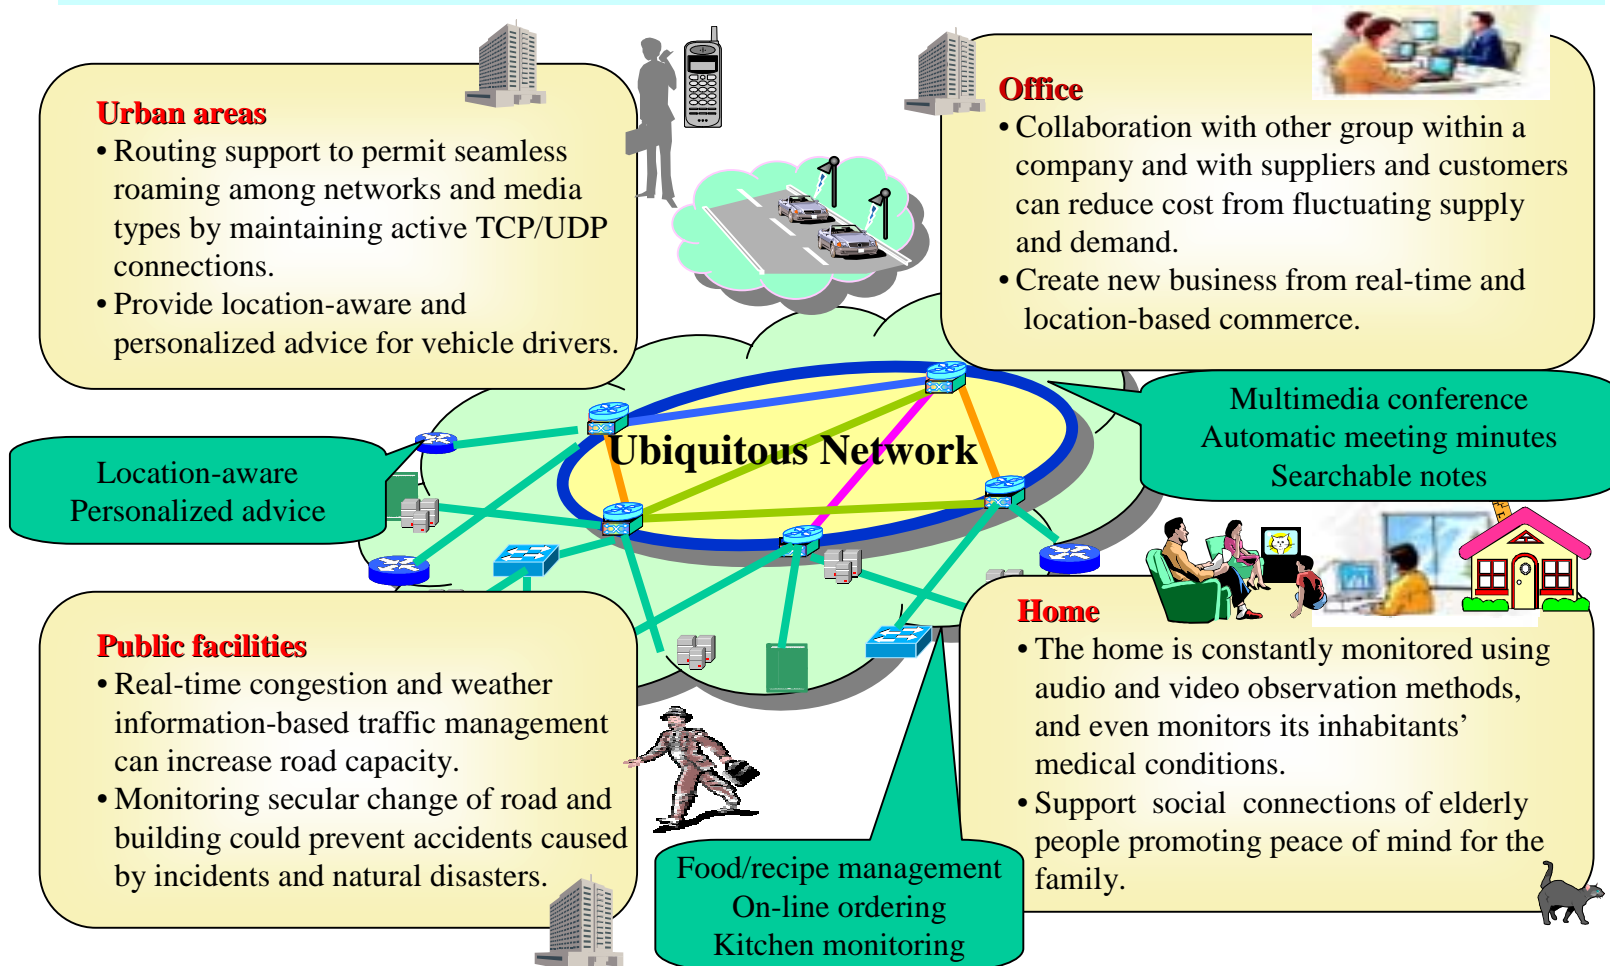 Urban areas
• Routing support to permit seamless
roaming among networks and media
types by maintaining active TCP/UDP
connections.
• Provide location-aware and
personalized advice for vehicle drivers.
Office
• Collaboration with other group within a
company and with suppliers and customers
can reduce cost from fluctuating supply
and demand.
• Create new business from real-time and
location-based commerce.
Location-aware
Personalized advice
Ubiquitous Network
Multimedia conference
Automatic meeting minutes
Searchable notes
Public facilities
• Real-time congestion and weather
information-based traffic management
can increase road capacity.
• Monitoring secular change of road and
building could prevent accidents caused
by incidents and natural disasters.
Home
• The home is constantly monitored using
audio and video observation methods,
and even monitors its inhabitants’
medical conditions.
• Support social connections of elderly
people promoting peace of mind for the
family.
Food/recipe management
On-line ordering
Kitchen monitoring